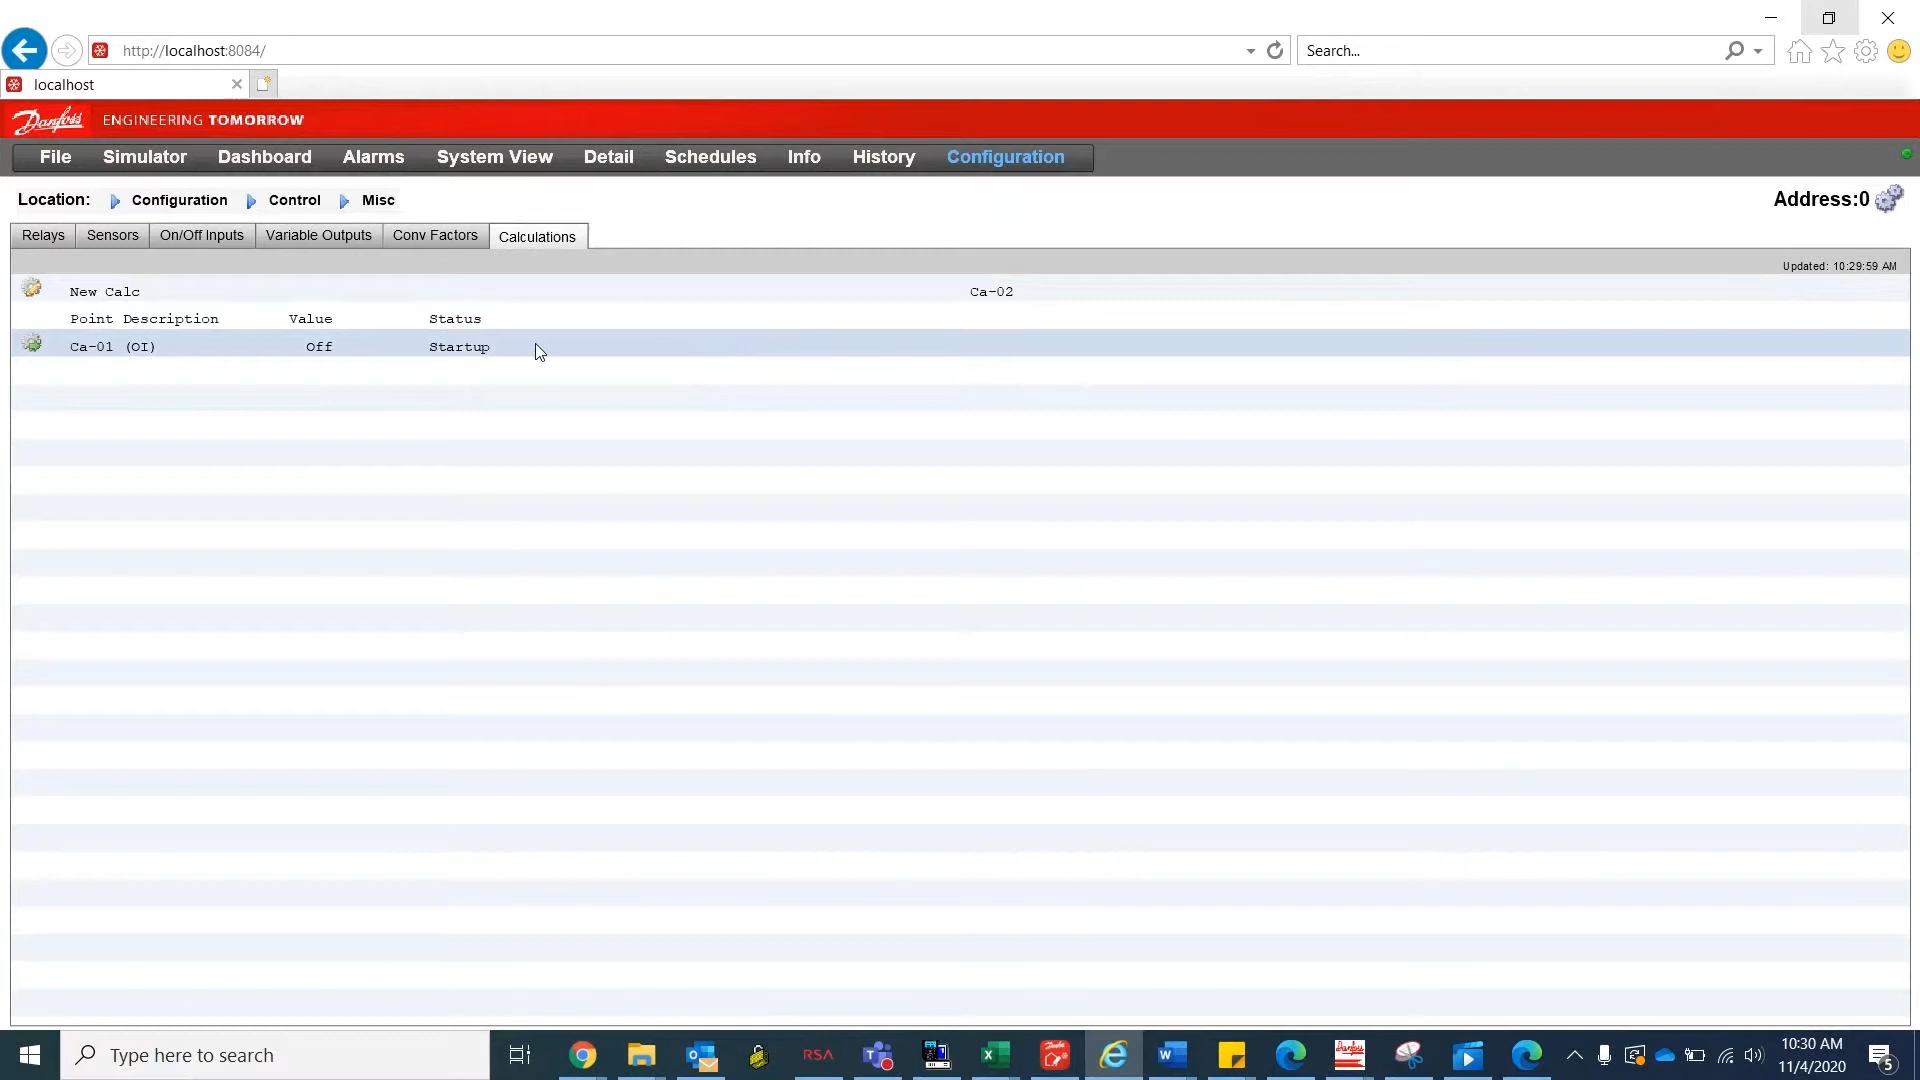 http://localhost:8084/
Search...
localhost
Danfoss ENGINEERING TOMORROW
File Simulator Dashboard Alarms System View Detail Schedules Info History Configuration
Location: Configuration Control Misc Address:0
Relays Sensors On/Off Inputs Variable Outputs Conv Factors Calculations
Updated: 10:29:59 AM
New Calc Ca-02
Point Description Value Status
Ca-01 (OI) Off Startup
Type here to search
RSA
10:30 AM
11/4/2020
5